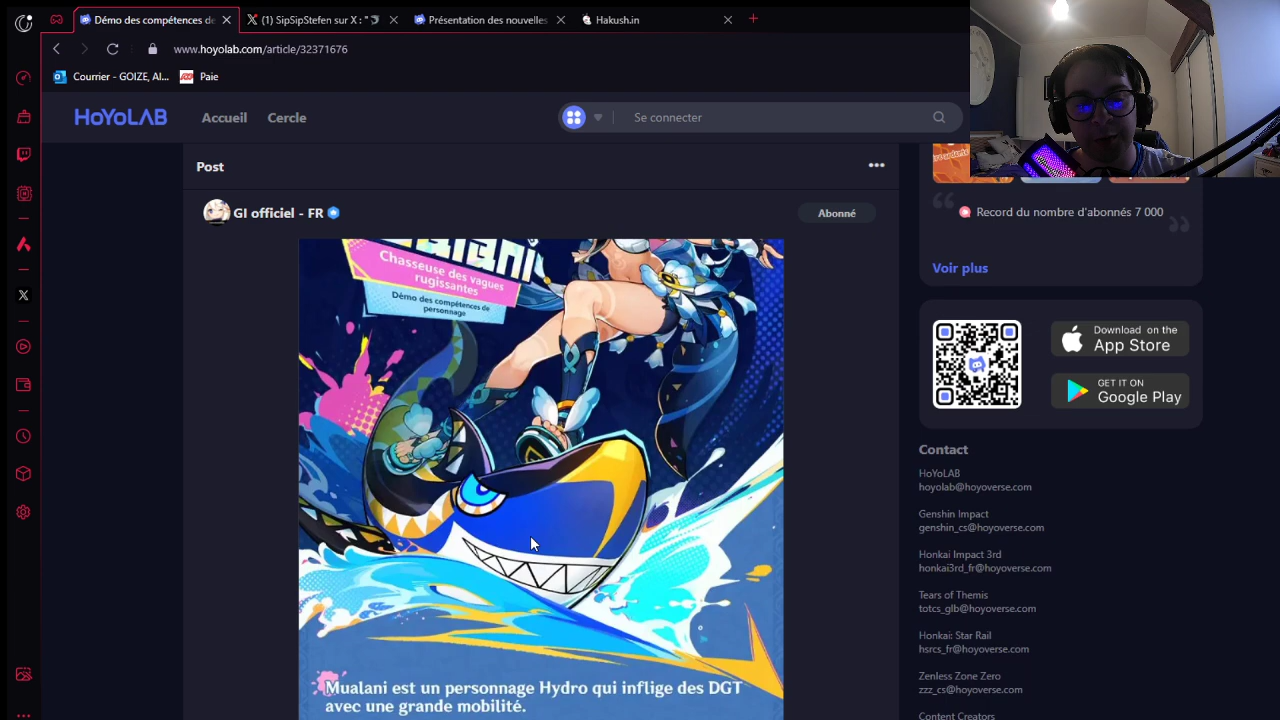 Démo des compétences de
(1) SipSipStefen sur X : "
Présentation des nouvelles
Hakush.in
www.hoyolab.com/article/32371676
Courrier - GOIZE, Al...
Paie
HoYoLAB
Accueil
Cercle
Se connecter
Post
GI officiel - FR
Abonné
Chasseuse des vagues
rugissantes
Démo des compétences de
personnage
Mualani est un personnage Hydro qui inflige des DGT
avec une grande mobilité.
Record du nombre d'abonnés 7 000
Voir plus
Download on the
App Store
GET IT ON
Google Play
Contact
HoYoLAB
hoyolab@hoyoverse.com
Genshin Impact
genshin_cs@hoyoverse.com
Honkai Impact 3rd
honkai3rd_fr@hoyoverse.com
Tears of Themis
totcs_glb@hoyoverse.com
Honkai: Star Rail
hsrcs_fr@hoyoverse.com
Zenless Zone Zero
zzz_cs@hoyoverse.com
Content Creators